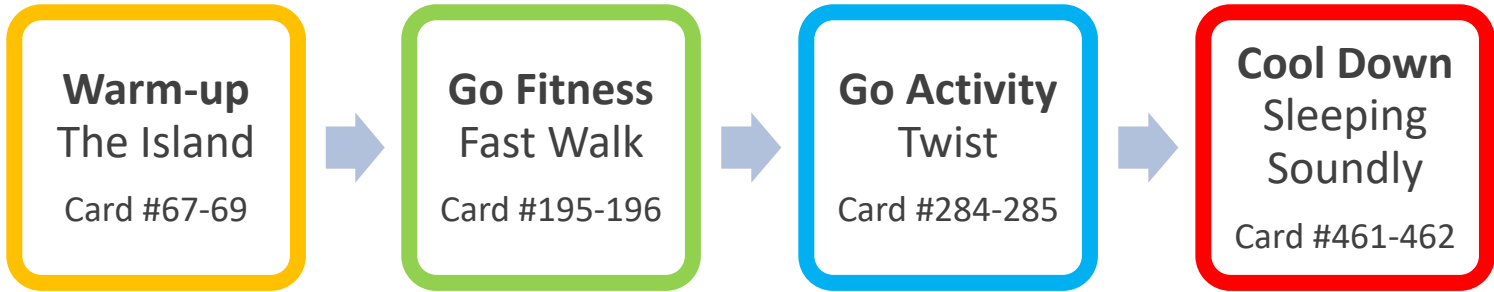 Warm-up
The Island
Card #67-69
Go Fitness
Fast Walk
Card #195-196
Go Activity
Twist
Card #284-285
Cool Down
Sleeping
Soundly
Card #461-462